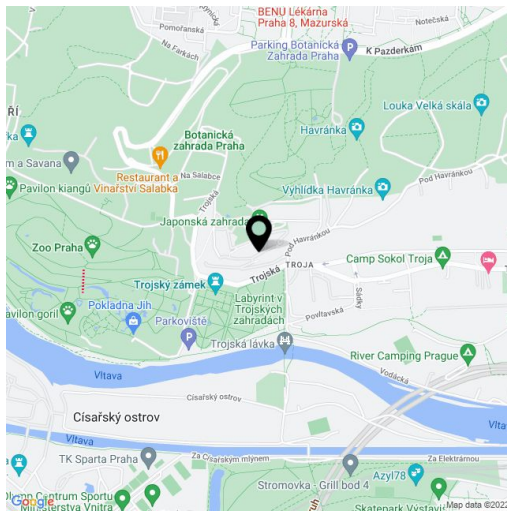 BENU Lékárna
Praha 8, Mazurská
Pomořanská
Notečská
Na Farkách
Parking Botanická
Zahrada Praha
K Pazderkám
Louka Velká skála
ŘÍ
Botanická
zahrada Praha
Havránka
m a Savana
Restaurant a
Vinařství Salabka
Na Salabce
Pod Havránkou
Pavilon kiangů
Trojská
Vyhlídka Havránka
Japonská zahrada
Pod Havránkou
Zoo Praha
TROJA
Camp Sokol Troja
Trojský zámek
Trojská
Sádky
Pavilon goril
Pokladna Jih.
Labyrint v
Trojských
zahradách
Povltavská
Parkoviště
Trojská lávka
River Camping Prague
Vltava
Vodácká
Císařský ostrov
Císařský ostrov
Vltava
Vltava
Za Císařským mlýnem
Za Elektrárnou
TK Sparta Praha
Stromovka - Grill bod 4
Azyl78
Centrum Sportu
Ministerstva Vnitra
Skatepark Výstaviš
Google
Map data ©2022